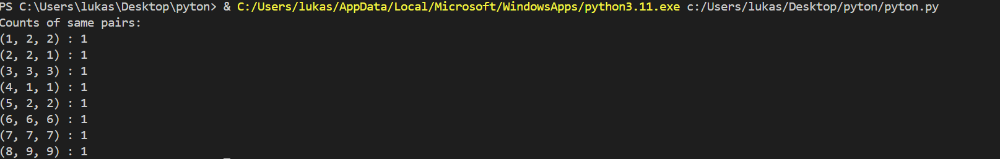 PS C:\Users\lukas\Desktop\pyton> & C:/Users/lukas/AppData/Local/Microsoft/WindowsApps/python3.11.exe c:/Users/lukas/Desktop/pyton/pyton.py
Counts of same pairs:
(1, 2, 2) : 1
(2, 2, 1) : 1
(3, 3, 3) : 1
(4, 1, 1) : 1
(5, 2, 2) : 1
(6, 6, 6) : 1
(7, 7, 7) : 1
(8, 9, 9) : 1